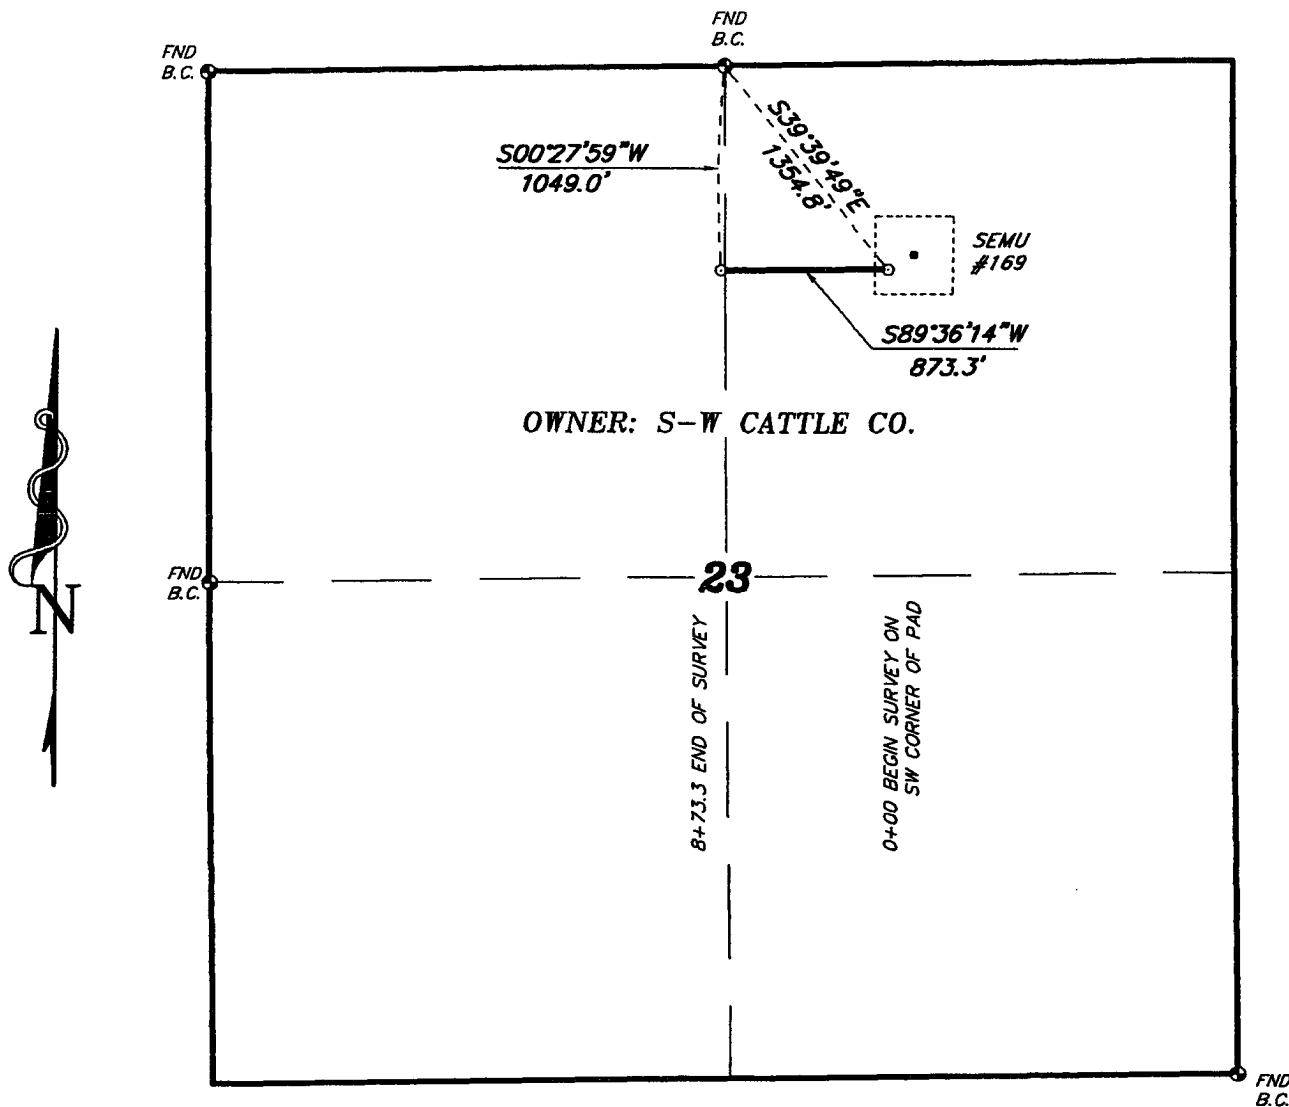 FND
B.C.
FND
B.C.
S39°39'49"E
1354.8'
S00°27'59"W
1049.0'
SEMU
#169
S89°36'14"W
873.3'
OWNER: S-W CATTLE CO.
N
FND
B.C.
23
8+73.3 END OF SURVEY
0+00 BEGIN SURVEY ON
SW CORNER OF PAD
FND
B.C.